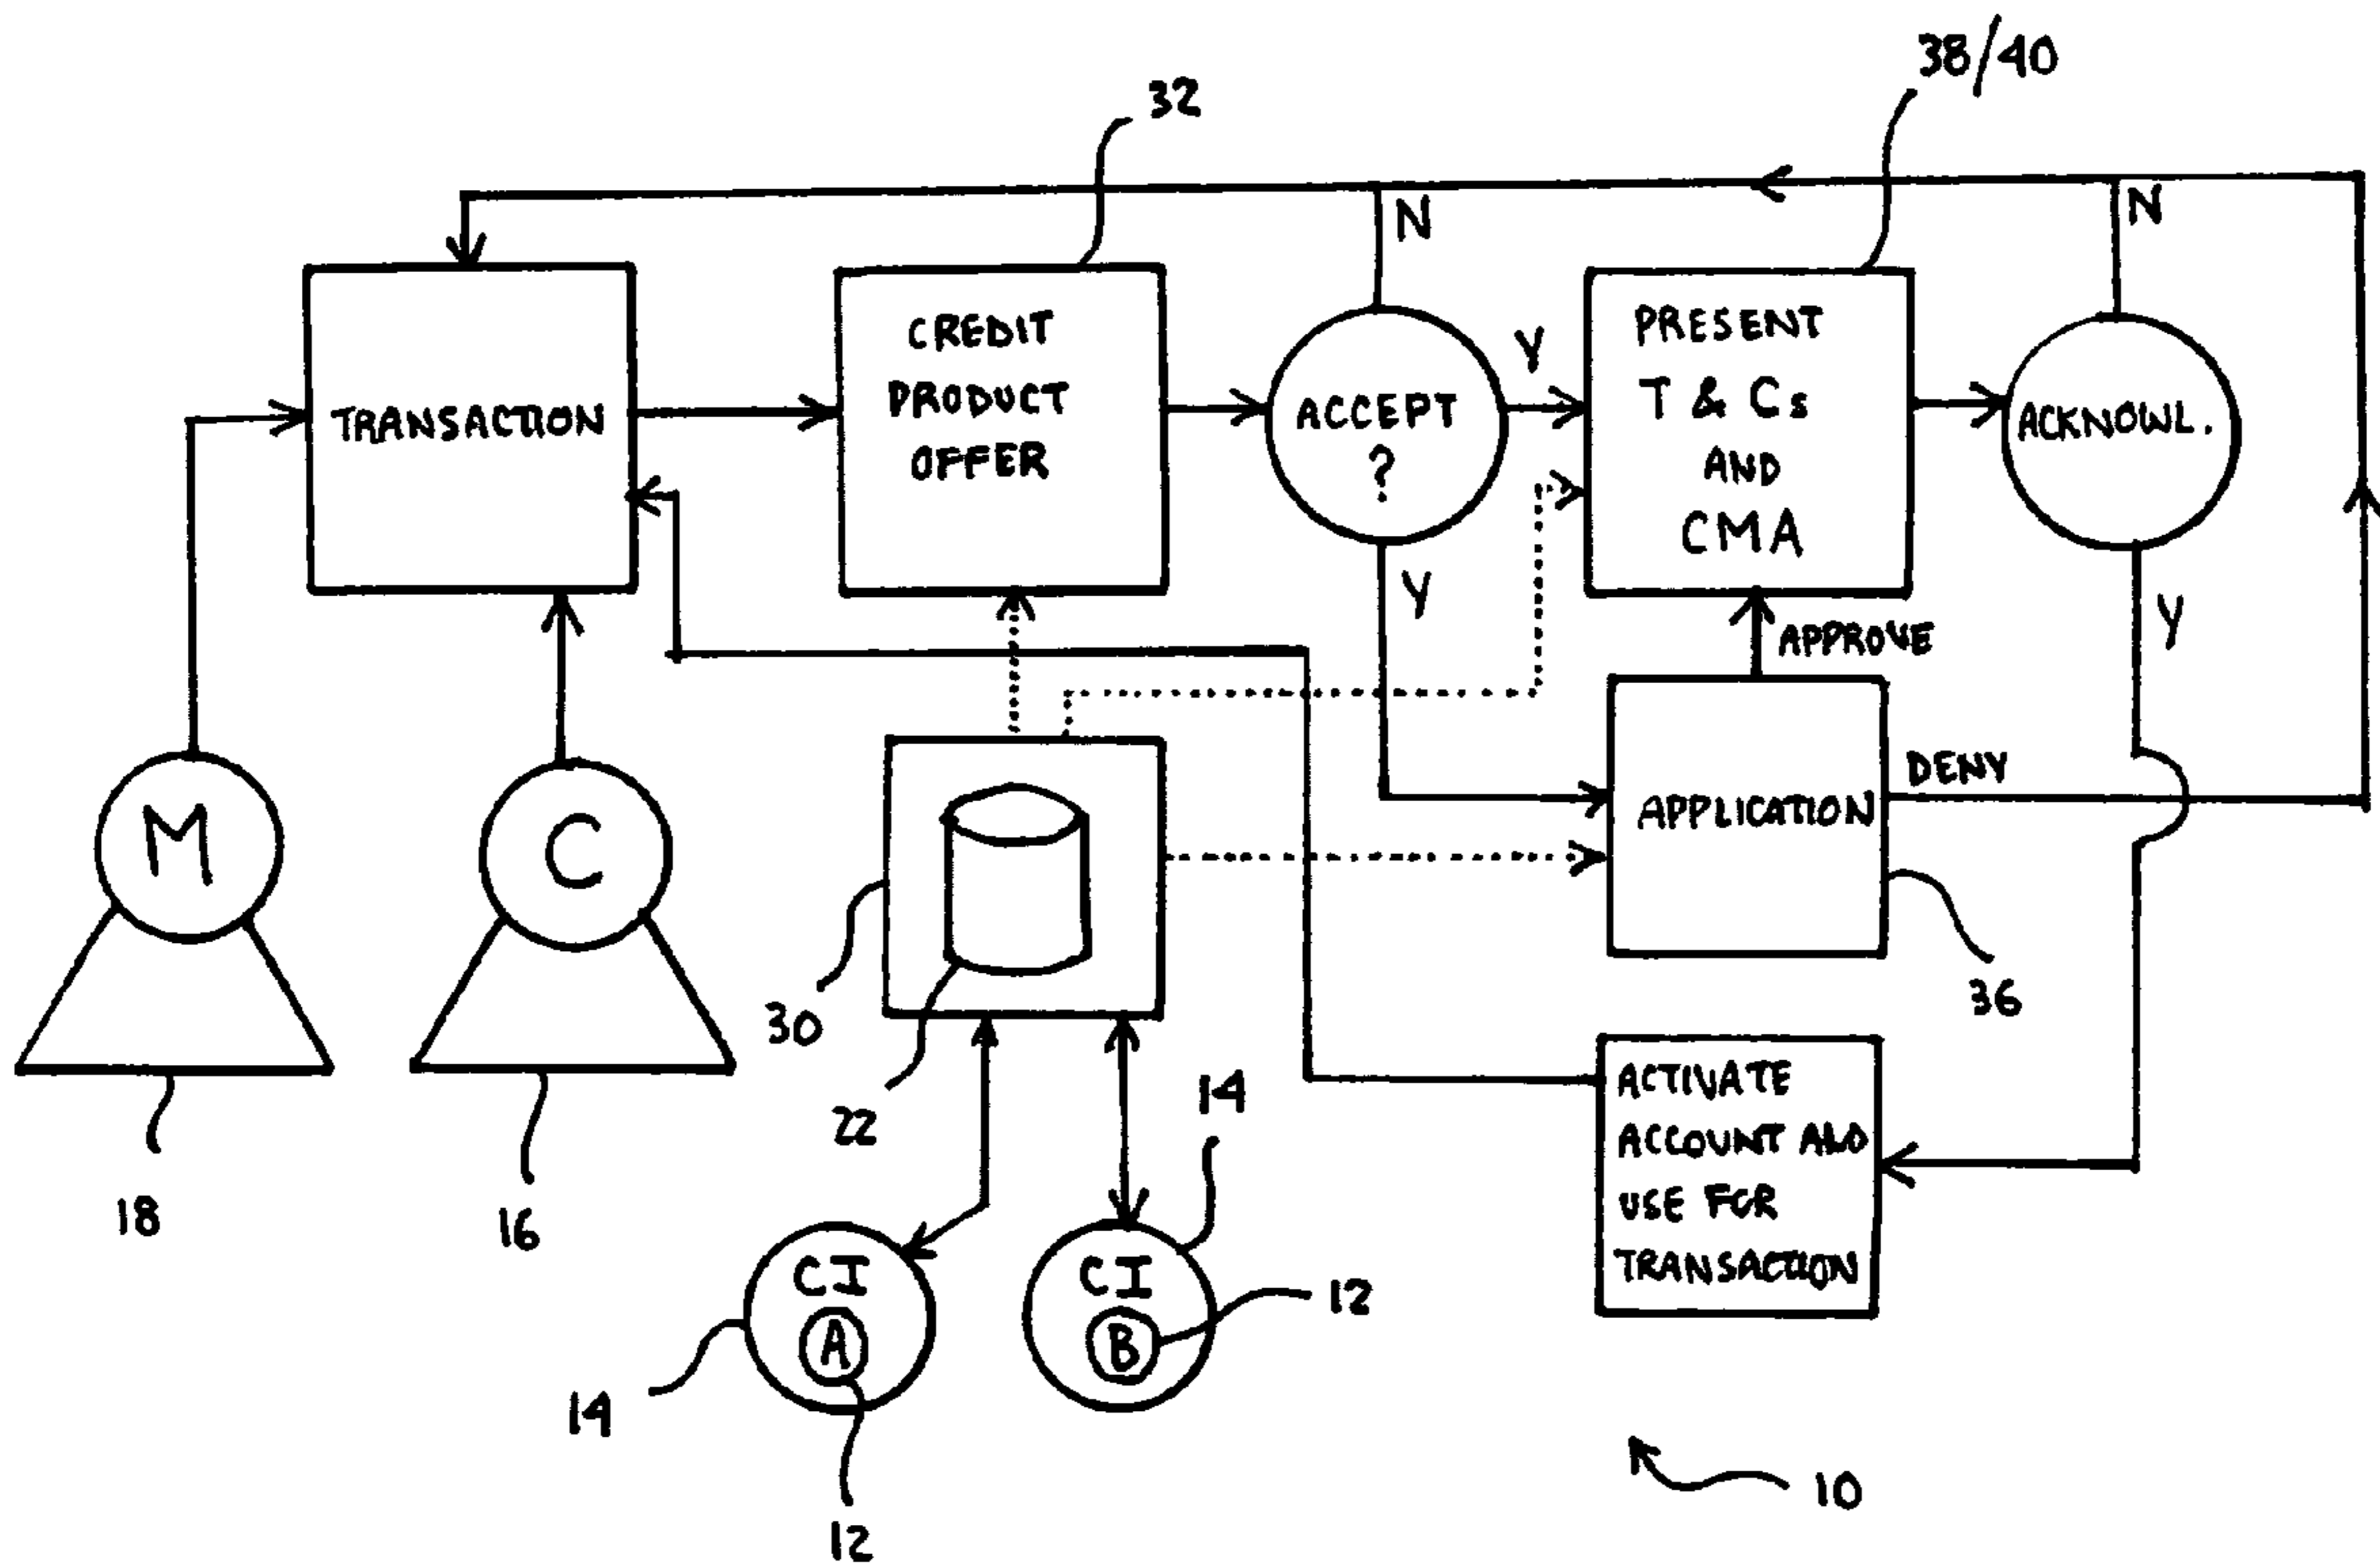 38/40
32
N
N
TRANSACTION
CREDIT
PRODUCT
OFFER
ACCEPT
?
Y
Y
PRESENT
T & Cs
AND
CMA
ACKNOWL.
Y
APPROVE
DENY
APPLICATION
36
M
C
18
16
30
22
14
CI
A
12
14
CI
B
12
ACTIVATE
ACCOUNT AND
USE FOR
TRANSACTION
10